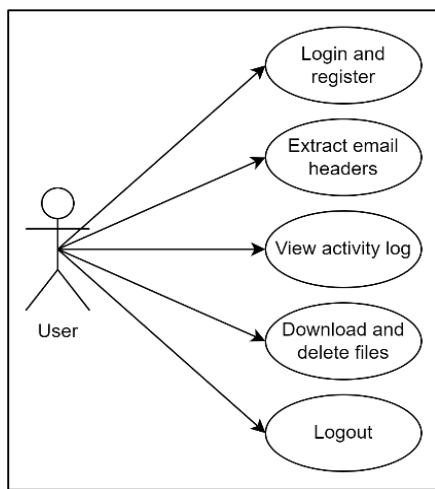 Login and
register
Extract email
headers
View activity log
User
Download and
delete files
Logout